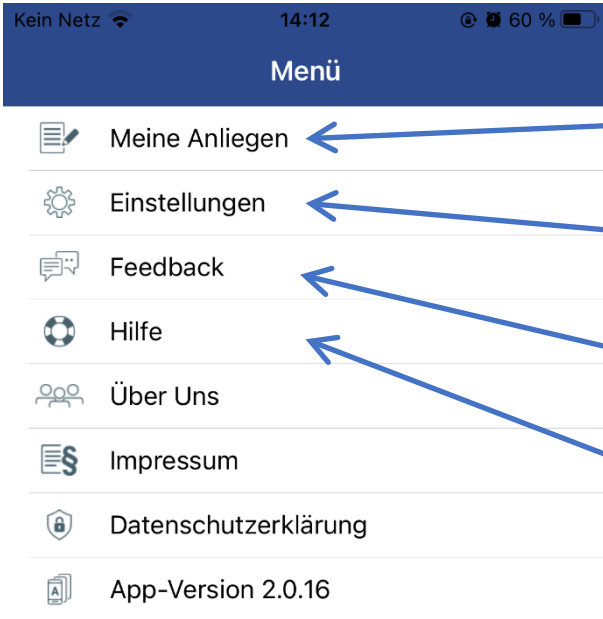 Kein Netz 14:12 60 %
Menü
Meine Anliegen
Einstellungen
Feedback
Hilfe
Über Uns
Impressum
Datenschutzerklärung
App-Version 2.0.16